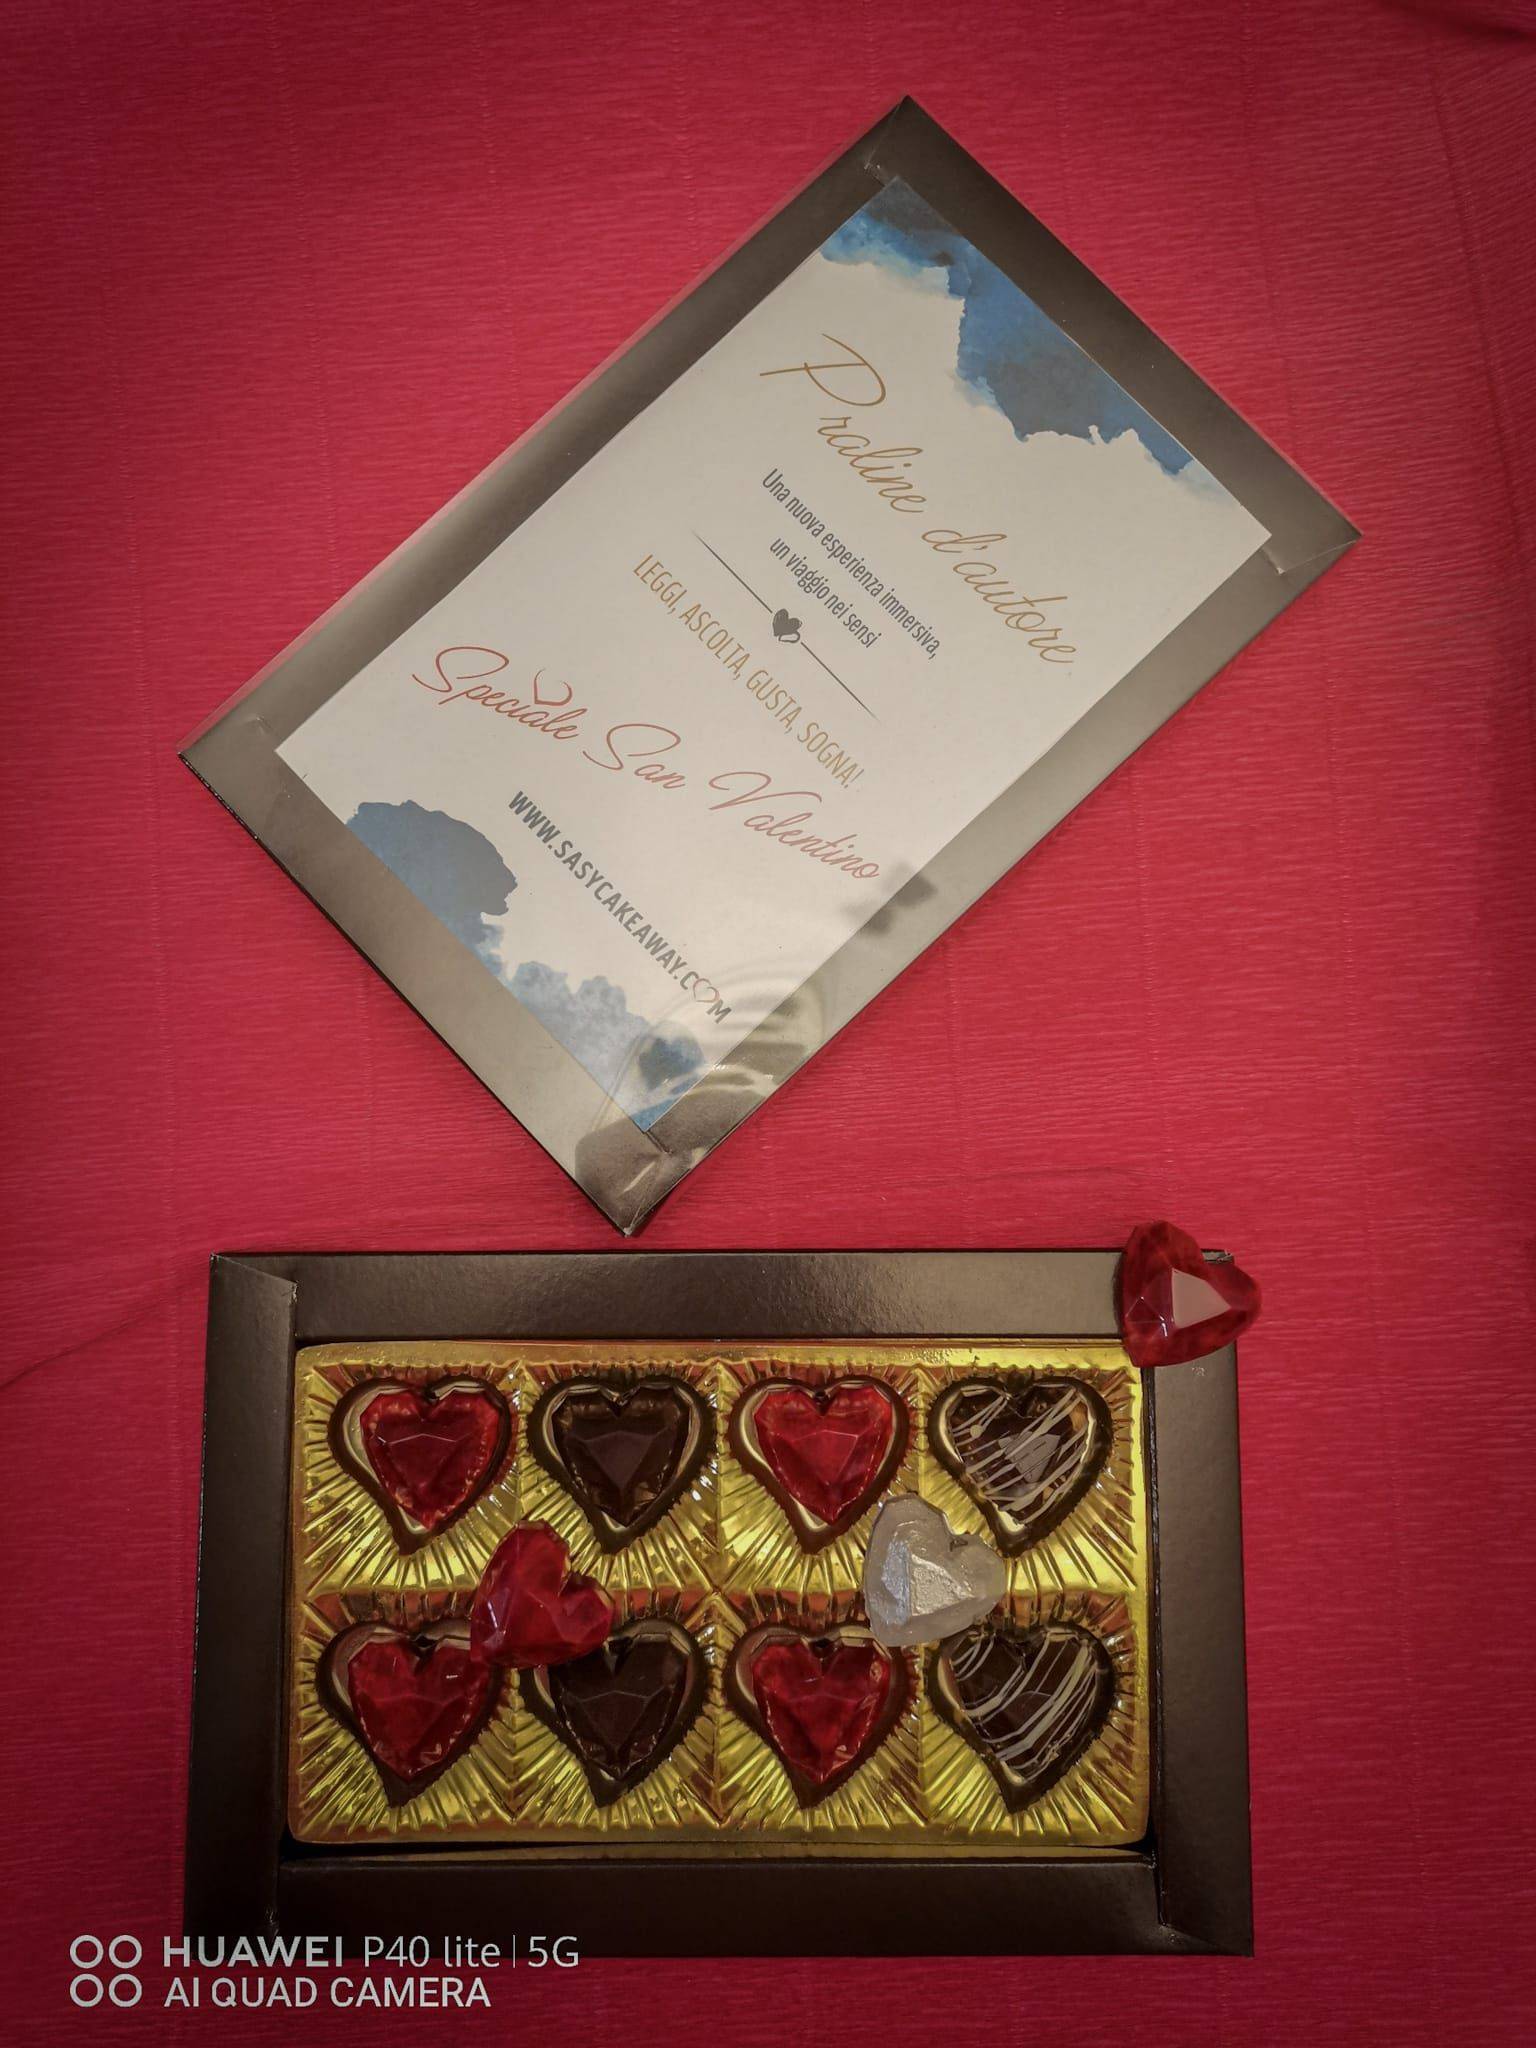 Praline d'autore
Una nuova esperienza immersiva,
un viaggio nei sensi
LEGGI, ASCOLTA, GUSTA, SOGNA!
Speciale San Valentino
WWW.SASYCAKEAWAY.COM
HUAWEI P40 lite | 5G
AI QUAD CAMERA